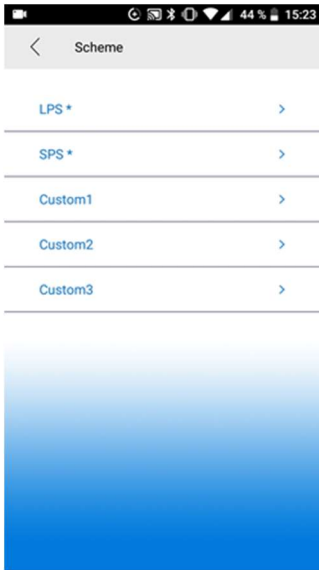 44 % 15:23
Scheme
LPS *
SPS *
Custom1
Custom2
Custom3